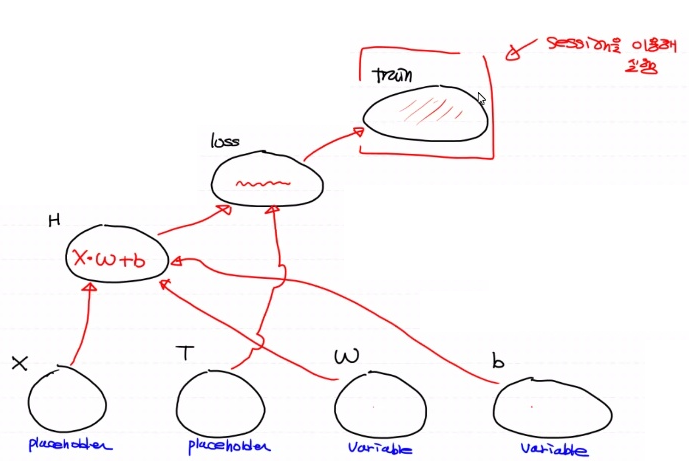 session을 이용해
실행
train
loss
H
X·W+b
X
T
W
b
placeholder
placeholder
Variable
Variable